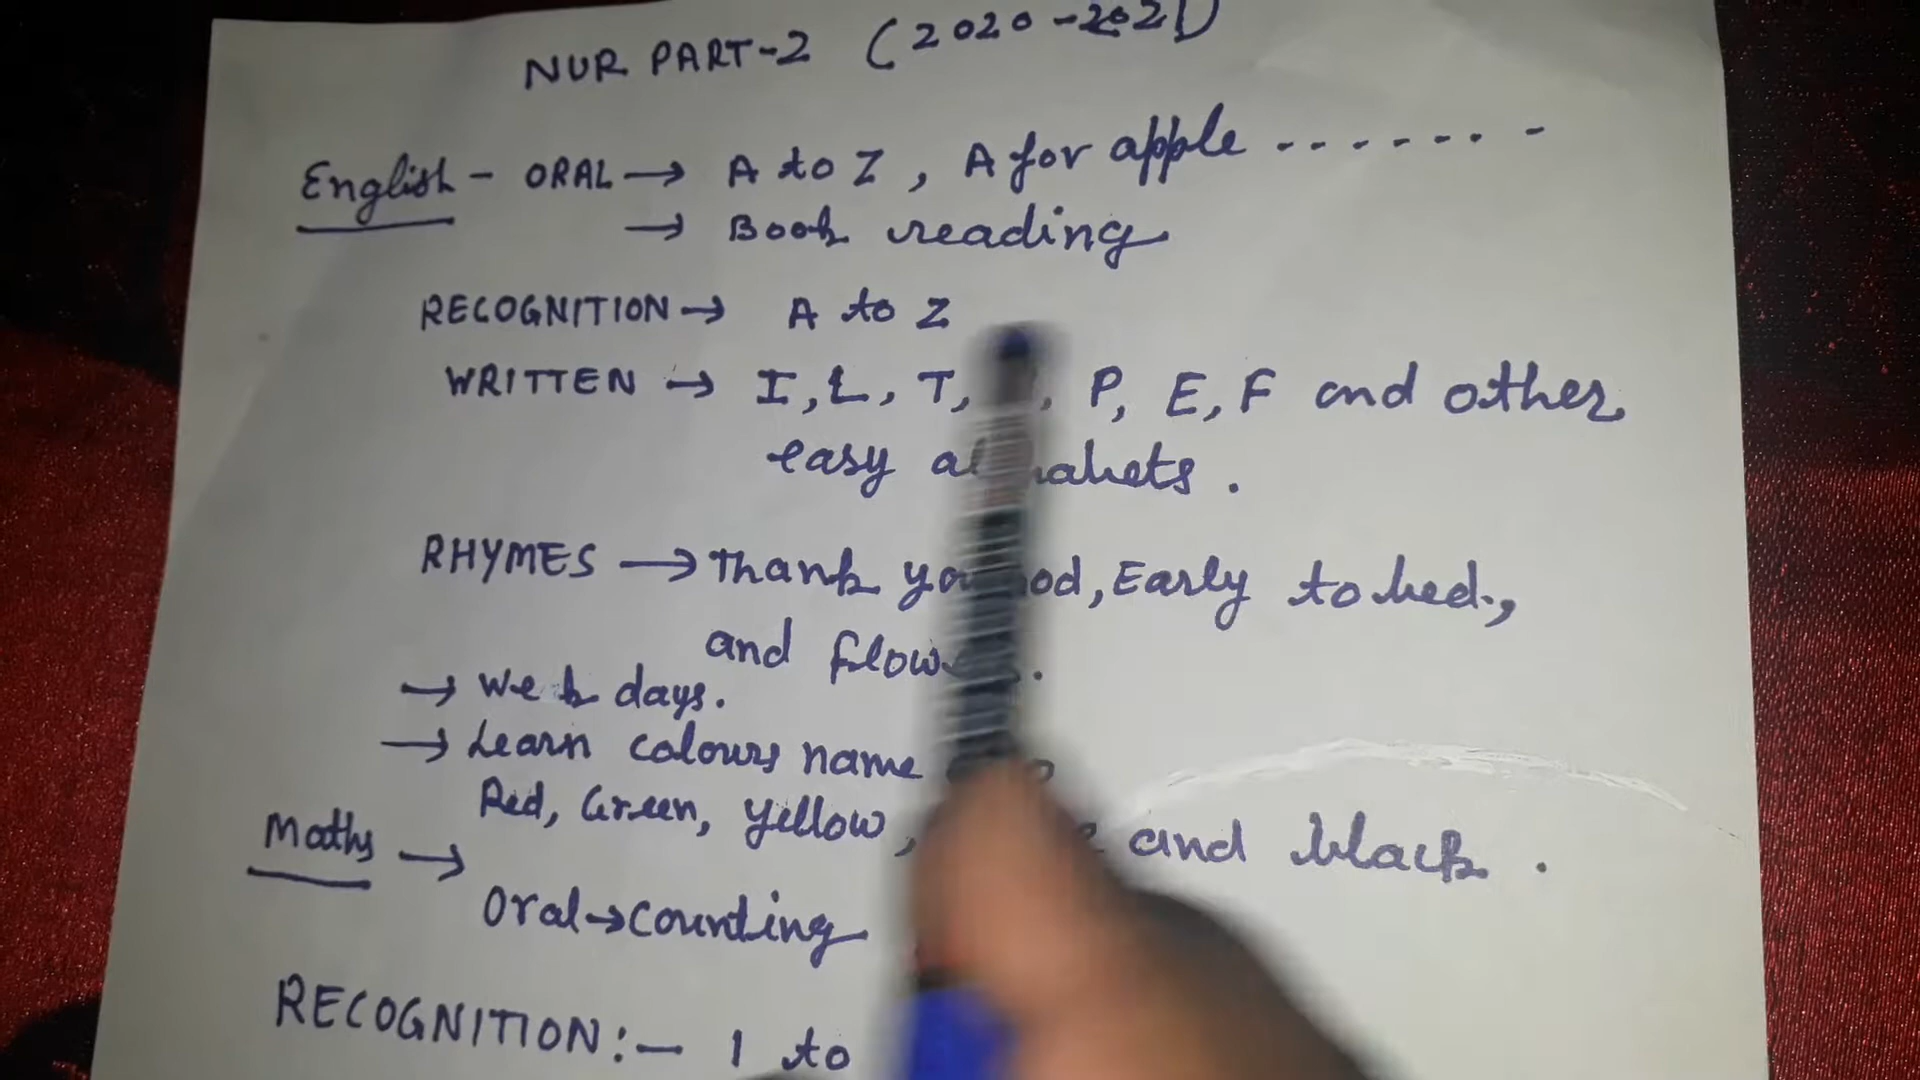 NUR PART-2 (2020-2021)
English - ORAL → A to Z, A for apple .......-
→ Book reading
RECOGNITION → A to Z
WRITTEN → I, L, T, P, E, F and other
easy
RHYMES → Thank Early to bed.,
and
→ Week days.
→ Learn colours name
Red, Green, Yellow, and black.
Maths →
Oral → Counting
RECOGNITION:- 1 to